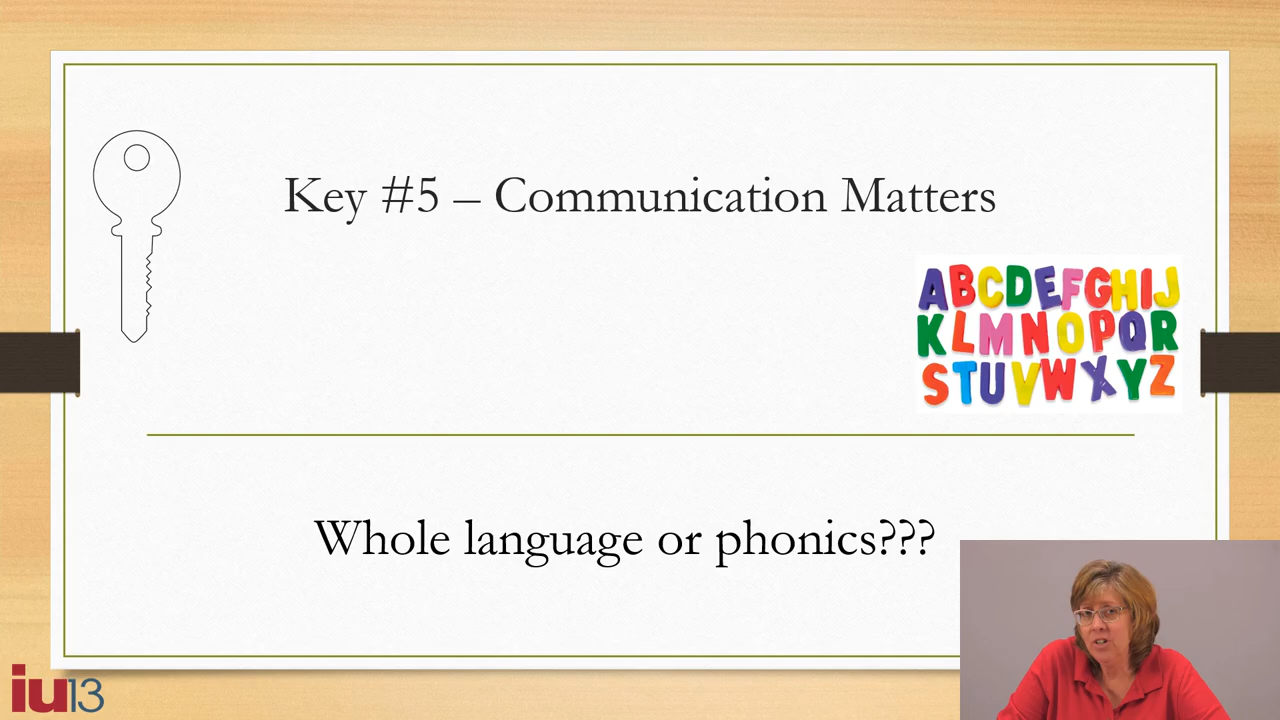 Key #5 – Communication Matters
ABCDEFGHIJ
KLMNOPQR
STUVWXYZ
Whole language or phonics???
iu13